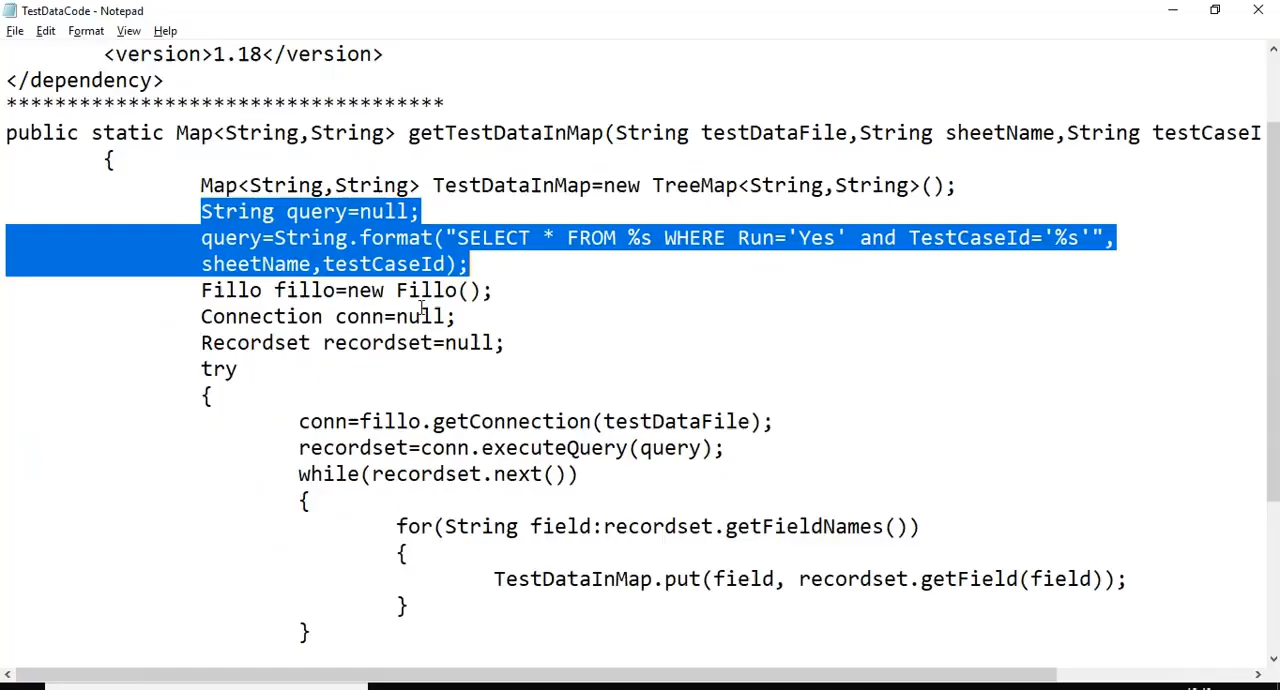 TestDataCode - Notepad
File Edit Format View Help
<version>1.18</version>
</dependency>
************************************
public static Map<String,String> getTestDataInMap(String testDataFile,String sheetName,String testCaseI
{
Map<String,String> TestDataInMap=new TreeMap<String,String>();
String query=null;
query=String.format("SELECT * FROM %s WHERE Run='Yes' and TestCaseId='%s'",
sheetName,testCaseId);
Fillo fillo=new Fillo();
Connection conn=null;
Recordset recordset=null;
try
{
conn=fillo.getConnection(testDataFile);
recordset=conn.executeQuery(query);
while(recordset.next())
{
for(String field:recordset.getFieldNames())
{
TestDataInMap.put(field, recordset.getField(field));
}
}